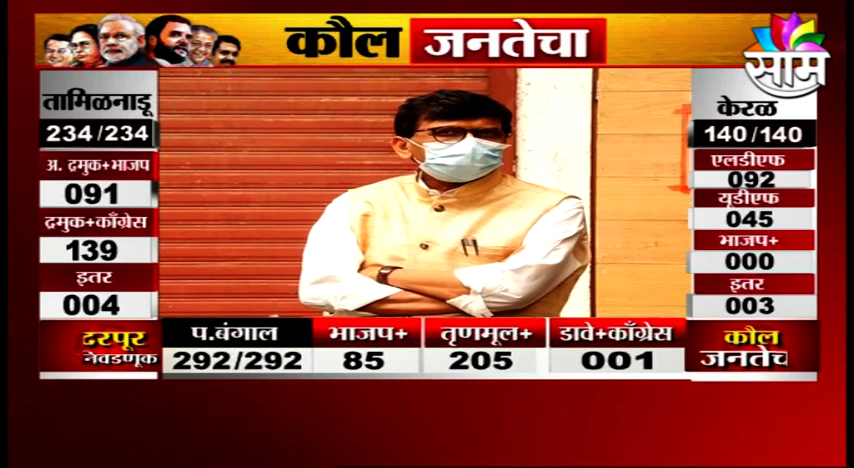 कौल जनतेचा
साम
तामिळनाडू
234/234
अ. द्रमुक+भाजप
091
द्रमुक+काँग्रेस
139
इतर
004
केरळ
140/140
एलडीएफ
092
यूडीएफ
045
भाजप+
000
इतर
003
ढरपूर
नेवडणूक
प.बंगाल
292/292
भाजप+
85
तृणमूल+
205
डावे+काँग्रेस
001
कौल
जनतेच